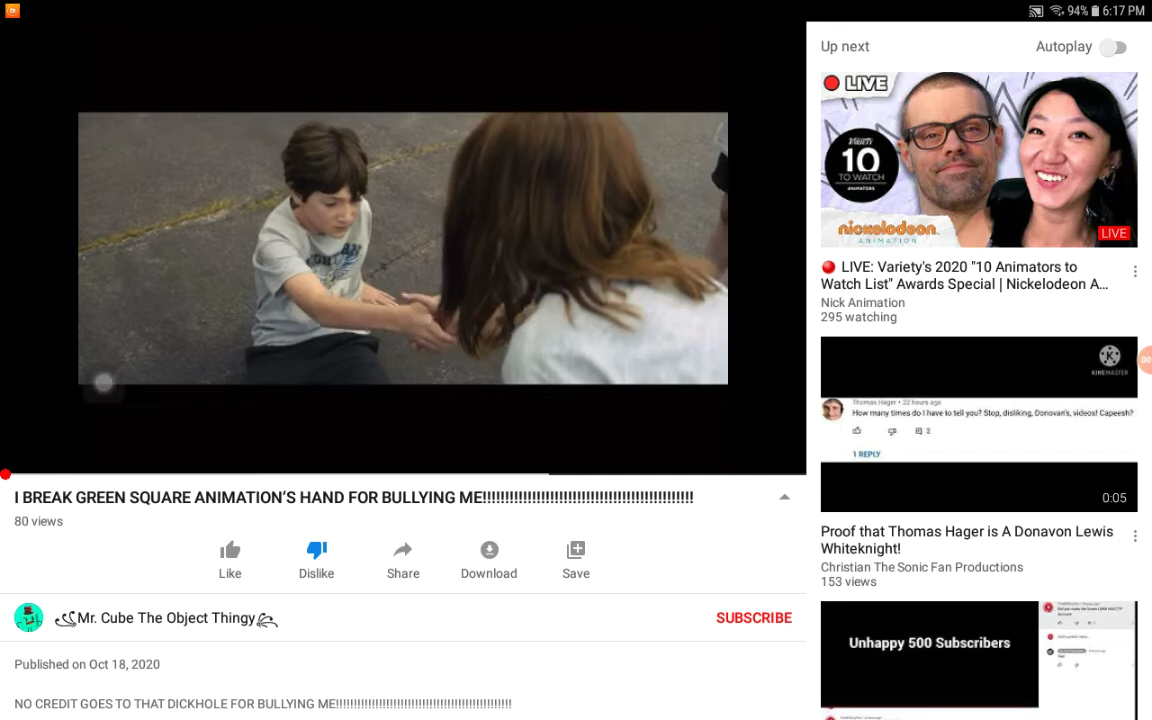 94% 6:17 PM
Up next
Autoplay
LIVE
VARIETY
10
TO WATCH
ANIMATORS
nickelodeon
ANIMATION
LIVE
LIVE: Variety's 2020 "10 Animators to
Watch List" Awards Special | Nickelodeon A...
Nick Animation
295 watching
K
KINEMASTER
Thomas Hager • 22 hours ago
How many times do I have to tell you? Stop, disliking, Donovan's, videos! Capeesh?
2
1 REPLY
0:05
00
I BREAK GREEN SQUARE ANIMATION'S HAND FOR BULLYING ME!!!!!!!!!!!!!!!!!!!!!!!!!!!!!!!!!!!!!!!!!!!!!!!
80 views
Like
Dislike
Share
Download
Save
Proof that Thomas Hager is A Donavon Lewis
Whiteknight!
Christian The Sonic Fan Productions
153 views
Mr. Cube The Object Thingy
SUBSCRIBE
Published on Oct 18, 2020
Unhappy 500 Subscribers
NO CREDIT GOES TO THAT DICKHOLE FOR BULLYING ME!!!!!!!!!!!!!!!!!!!!!!!!!!!!!!!!!!!!!!!!!!!!!!!!